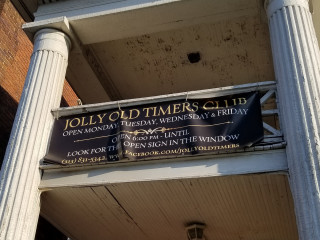 JOLLY OLD TIMERS CLUB
OPEN MONDAY, TUESDAY, WEDNESDAY & FRIDAY
6:00 PM - UNTIL
LOOK FOR THE OPEN SIGN IN THE WINDOW
FACEBOOK.COM/JOLLYOLDTIMERS